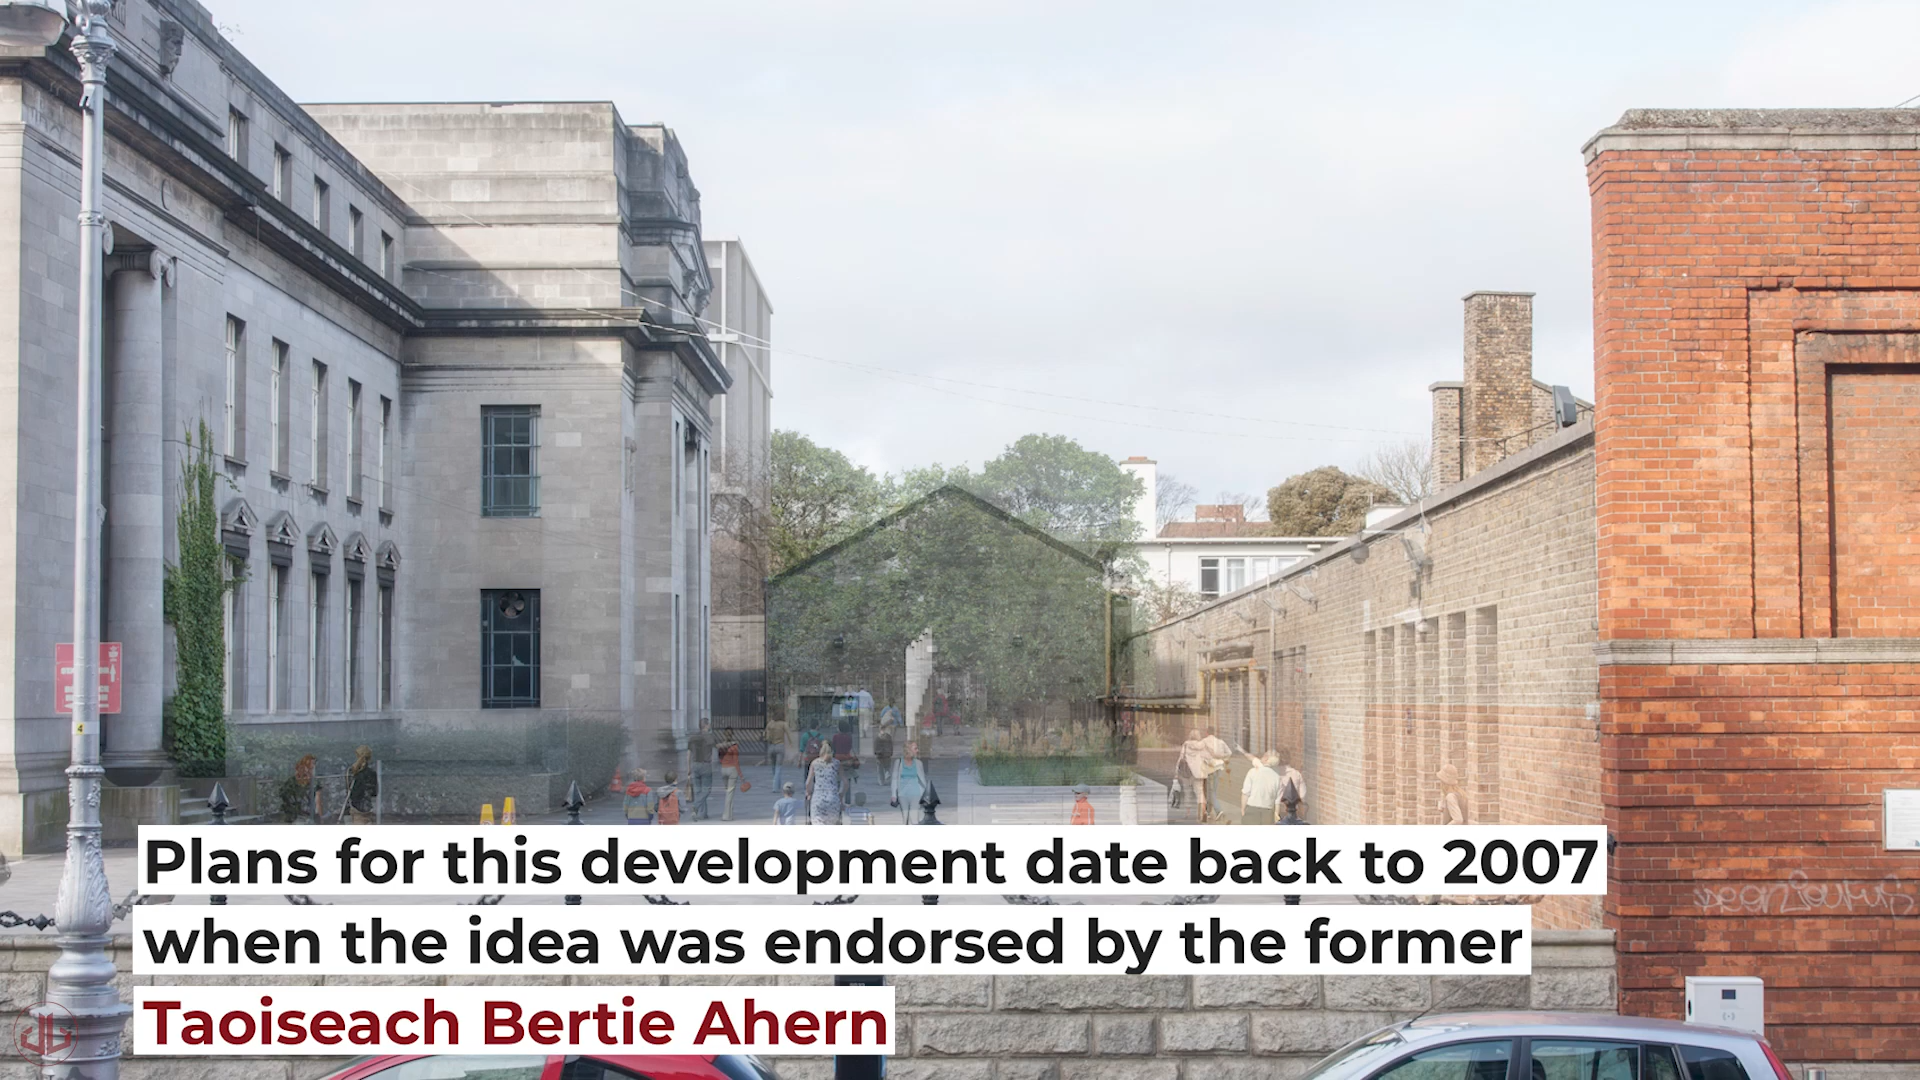 4
Plans for this development date back to 2007
when the idea was endorsed by the former
Taoiseach Bertie Ahern